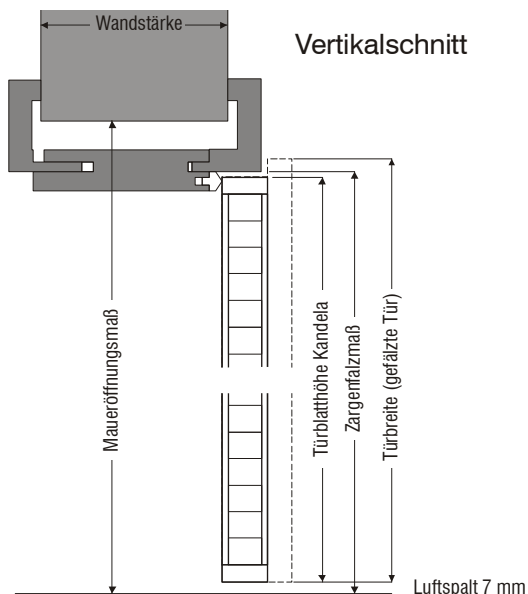 Wandstärke
Vertikalschnitt
Maueröffnungsmaß
Türblatthöhe Kandela
Zargenfalzmaß
Türbreite (gefälzte Tür)
Luftspalt 7 mm